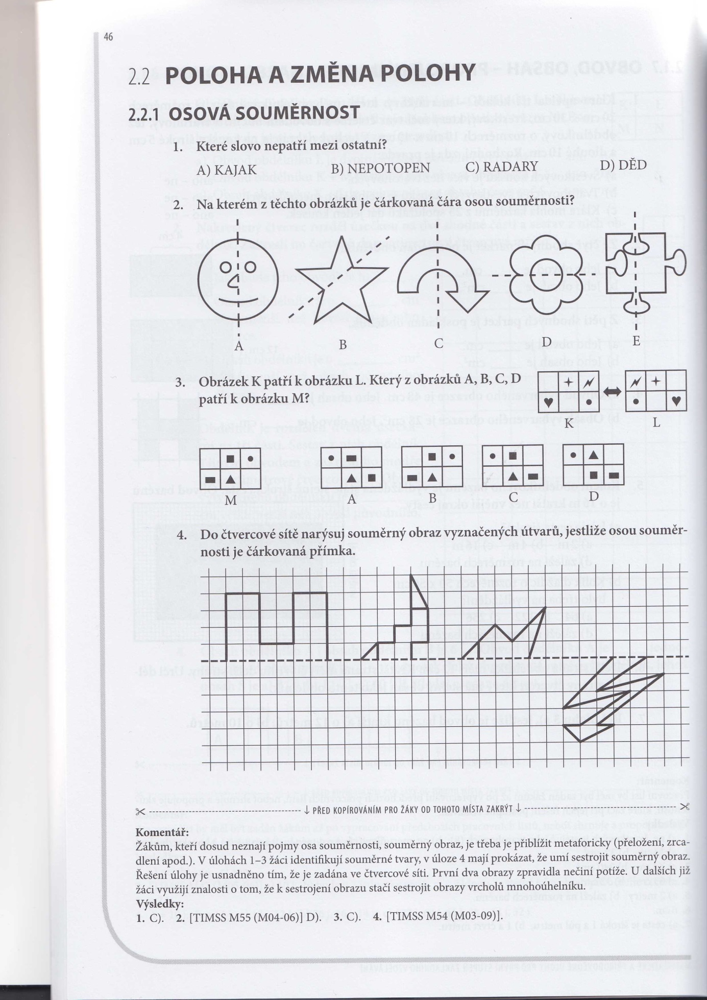 46
2.2 POLOHA A ZMĚNA POLOHY
2.2.1 OSOVÁ SOUMĚRNOST
1. Které slovo nepatří mezi ostatní?
A) KAJAK B) NEPOTOPEN C) RADARY D) DĚD
2. Na kterém z těchto obrázků je čárkovaná čára osou souměrnosti?
A B C D E
3. Obrázek K patří k obrázku L. Který z obrázků A, B, C, D
patří k obrázku M?
K L
M A B C D
4. Do čtvercové sítě narýsuj souměrný obraz vyznačených útvarů, jestliže osou souměr-
nosti je čárkovaná přímka.
↓ PŘED KOPÍROVÁNÍM PRO ŽÁKY OD TOHOTO MÍSTA ZAKRÝT ↓
Komentář:
Žákům, kteří dosud neznají pojmy osa souměrnosti, souměrný obraz, je třeba je přiblížit metaforicky (přeložení, zrca-
dlení apod.). V úlohách 1–3 žáci identifikují souměrné tvary, v úloze 4 mají prokázat, že umí sestrojit souměrný obraz.
Řešení úlohy je usnadněno tím, že je zadána ve čtvercové síti. První dva obrazy zpravidla nečiní potíže. U dalších již
žáci využijí znalosti o tom, že k sestrojení obrazu stačí sestrojit obrazy vrcholů mnohoúhelníku.
Výsledky:
1. C). 2. [TIMSS M55 (M04-06)] D). 3. C). 4. [TIMSS M54 (M03-09)].